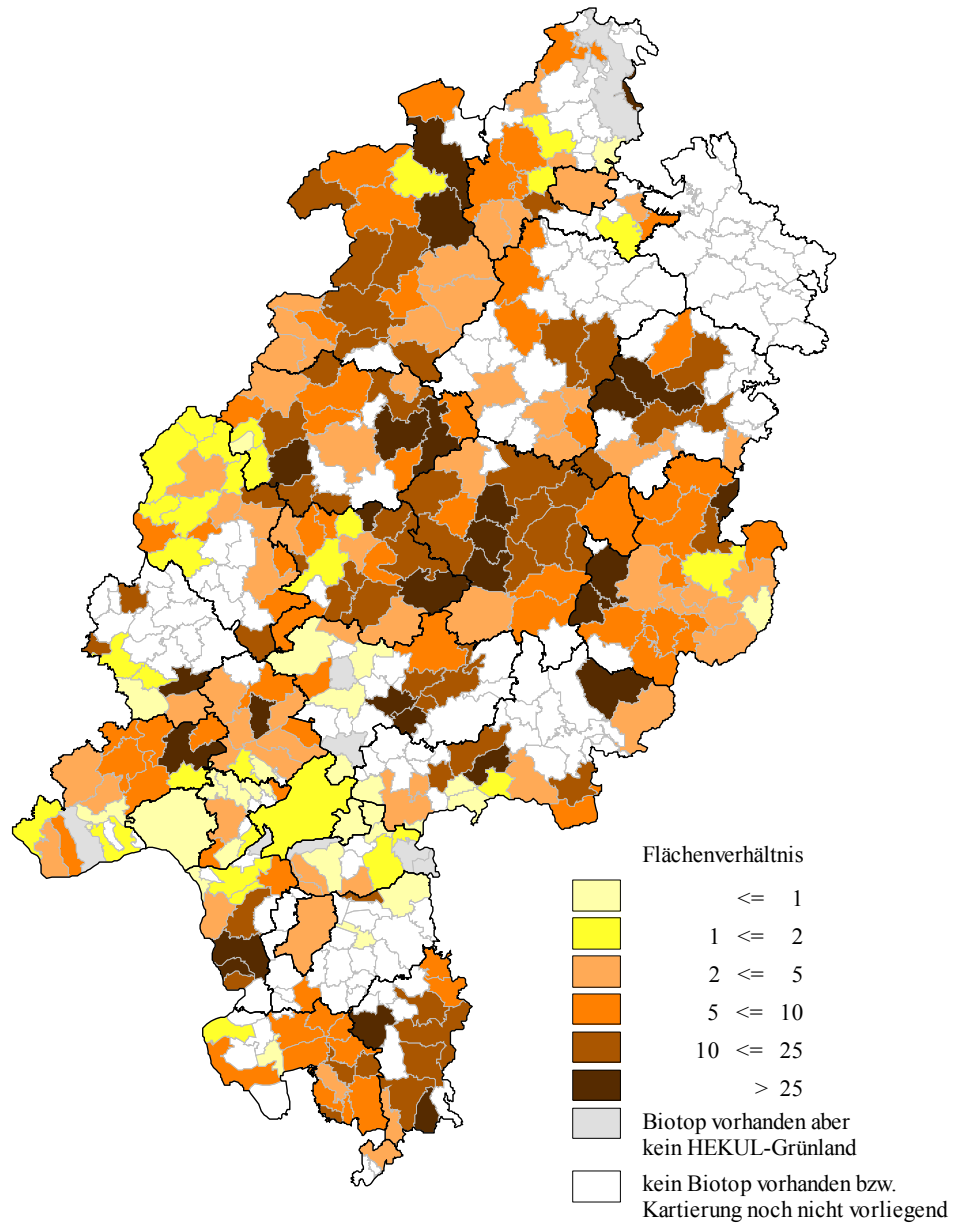 Flächenverhältnis
<= 1
1 <= 2
2 <= 5
5 <= 10
10 <= 25
> 25
Biotop vorhanden aber
kein HEKUL-Grünland
kein Biotop vorhanden bzw.
Kartierung noch nicht vorliegend